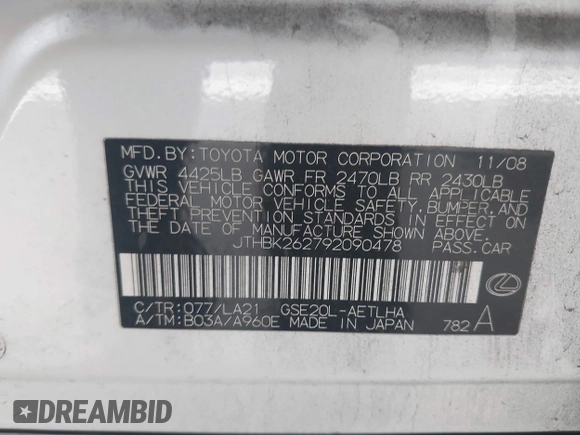 MFD. BY: TOYOTA MOTOR CORPORATION 11/08
GVWR 4425LB GAWR FR 2470LB RR 2430LB
THIS VEHICLE CONFORMS TO ALL APPLICABLE
FEDERAL MOTOR VEHICLE SAFETY, BUMPER, AND
THEFT PREVENTION STANDARDS IN EFFECT ON
THE DATE OF MANUFACTURE SHOWN ABOVE.
JTHBK262792090478 PASS. CAR
C/TR: 077/LA21 GSE20L-AETLHA
A/TM: B03A/A960E MADE IN JAPAN 782 A
DREAMBID